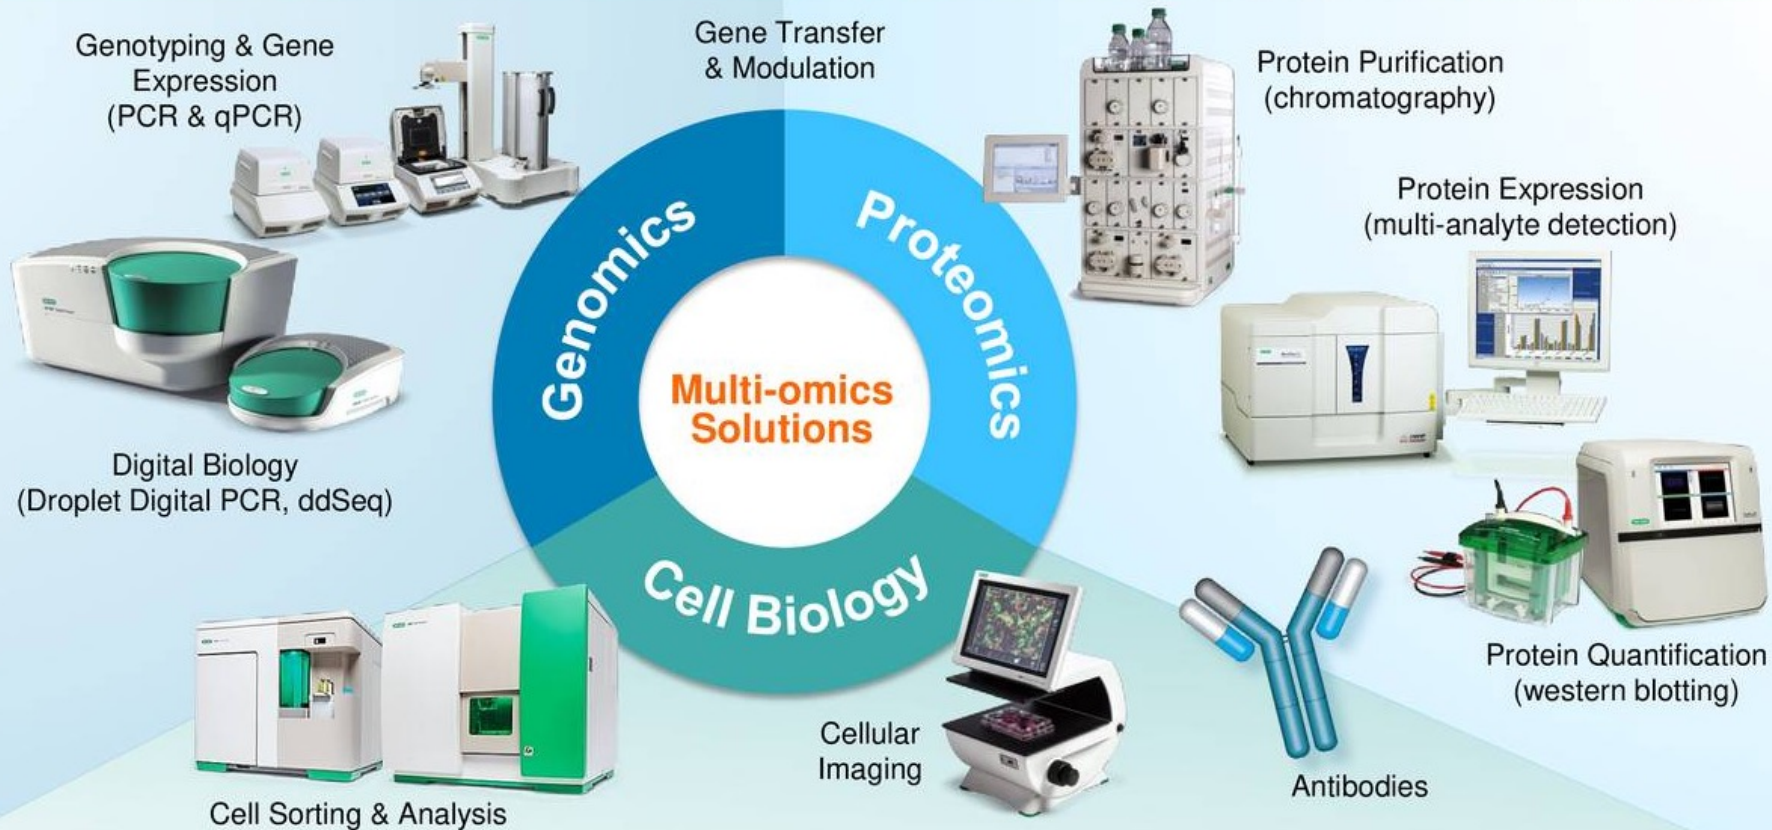 Genotyping & Gene
Expression
(PCR & qPCR)
Gene Transfer
& Modulation
Protein Purification
(chromatography)
Protein Expression
(multi-analyte detection)
Genomics
Proteomics
Multi-omics
Solutions
Cell Biology
Digital Biology
(Droplet Digital PCR, ddSeq)
Protein Quantification
(western blotting)
Cellular
Imaging
Antibodies
Cell Sorting & Analysis